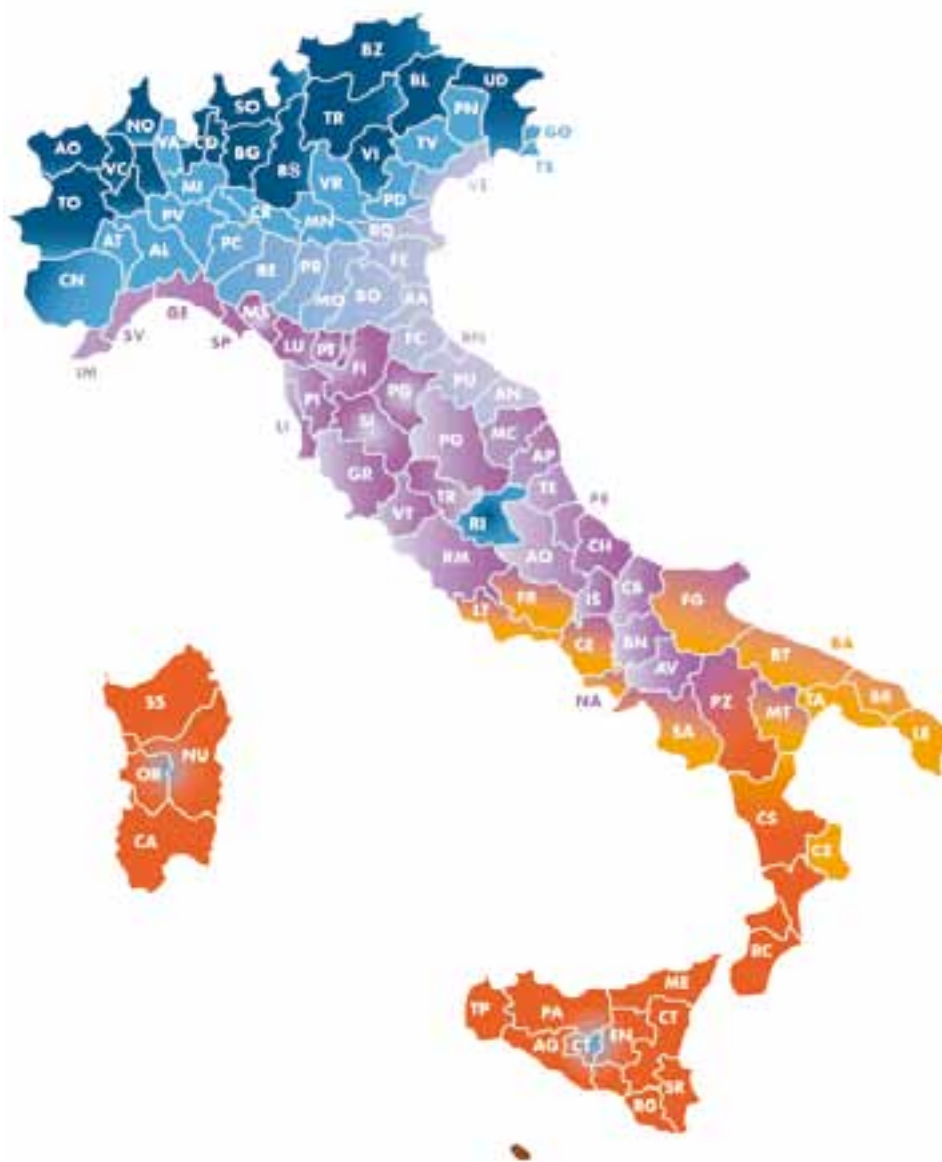 BZ
BL
UD
SO
PN
NO
TR
GO
VA
CO
TV
AO
BG
VI
TS
VC
BS
MI
VR
VE
TO
PD
PV
CR
MN
RO
AT
PC
AL
FE
CN
RE
PR
MO
BO
RA
GE
MS
SV
SP
LU
PT
FC
RN
IM
FI
PU
PI
PG
AN
LI
SI
MC
PG
AP
GR
TR
TE
PE
VT
RI
CH
RM
AQ
IS
CB
FR
LT
FG
CE
BN
BA
AV
BT
SS
NA
PZ
MT
TA
BR
SA
LE
NU
OR
CS
CA
CZ
RC
ME
TP
PA
CT
EN
AG
CT
SR
RG